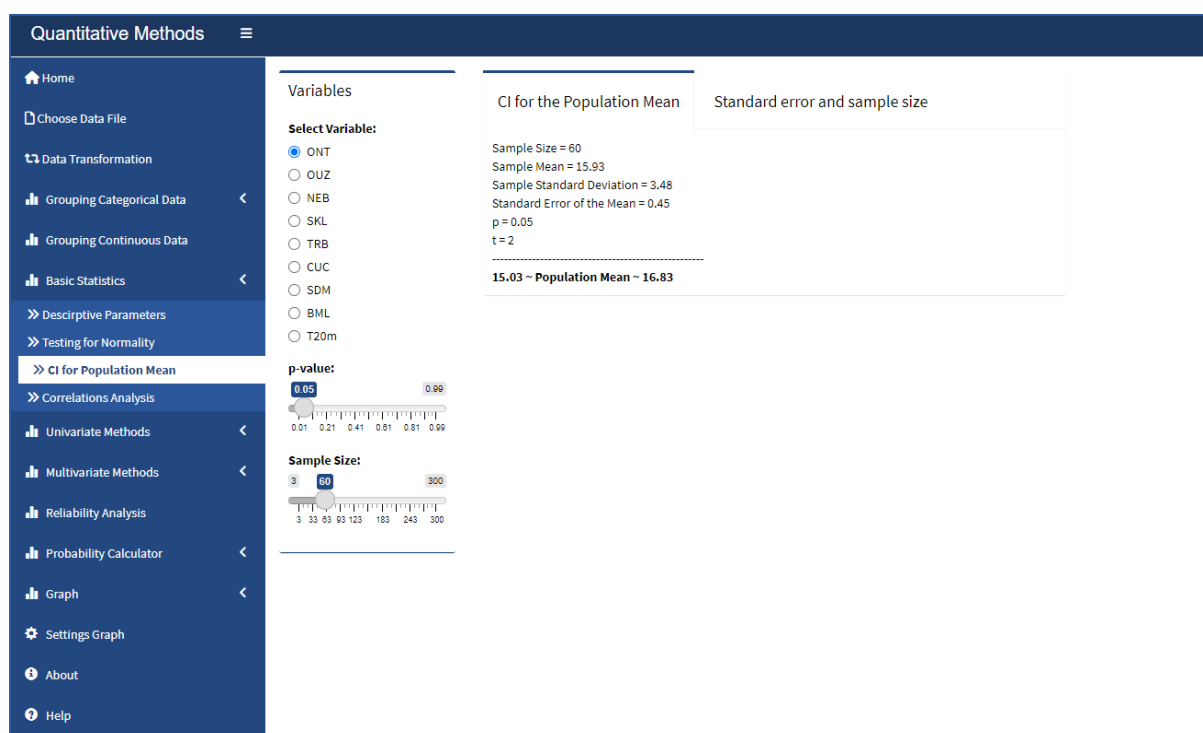 Quantitative Methods
Home
Choose Data File
Data Transformation
Grouping Categorical Data
Grouping Continuous Data
Basic Statistics
Descirptive Parameters
Testing for Normality
CI for Population Mean
Correlations Analysis
Univariate Methods
Multivariate Methods
Reliability Analysis
Probability Calculator
Graph
Settings Graph
About
Help
Variables
Select Variable:
ONT
OUZ
NEB
SKL
TRB
CUC
SDM
BML
T20m
p-value:
0.05 0.99
0.01 0.21 0.41 0.61 0.81 0.99
Sample Size:
3 60 300
3 33 63 93 123 183 243 300
CI for the Population Mean Standard error and sample size
Sample Size = 60
Sample Mean = 15.93
Sample Standard Deviation = 3.48
Standard Error of the Mean = 0.45
p = 0.05
t = 2
------------------------------------------------------
15.03 ~ Population Mean ~ 16.83